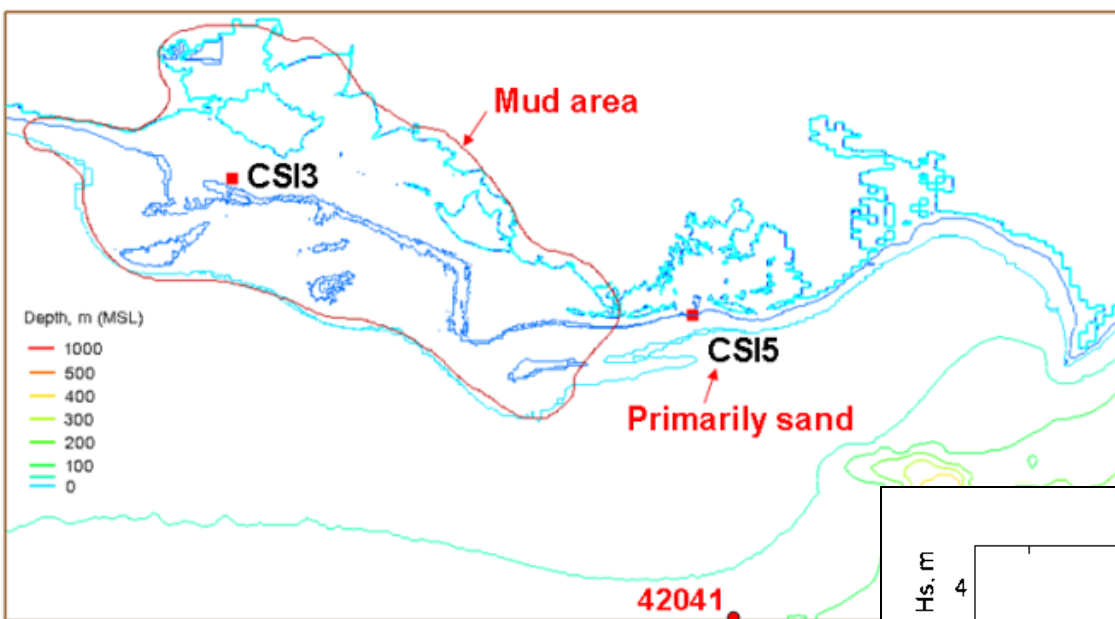 Mud area
CSI3
Depth, m (MSL)
1000
500
400
300
200
100
0
CSI5
Primarily sand
42041
Hs. m
4